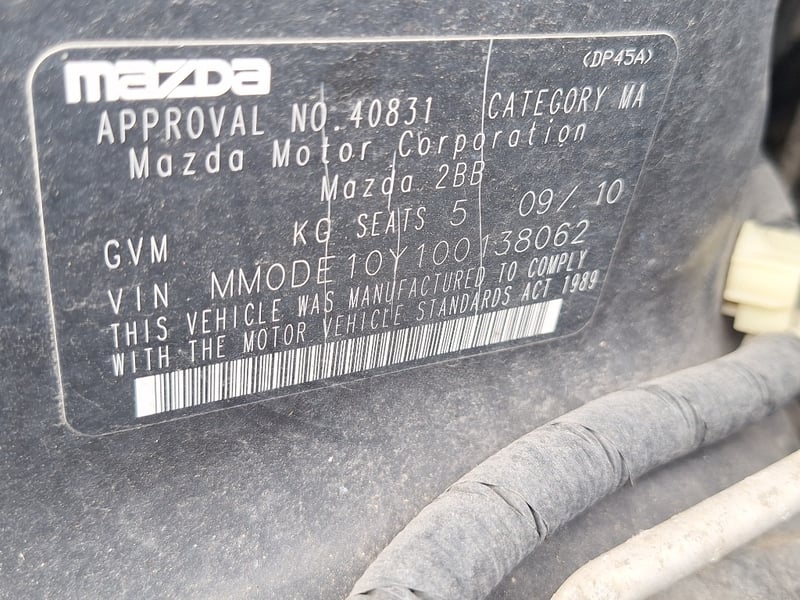 mazda (DP45A)
APPROVAL NO. 40831 CATEGORY MA
Mazda Motor Corporation
Mazda 2BB
GVM KG SEATS 5 09/ 10
VIN MM0DE10Y100138062
THIS VEHICLE WAS MANUFACTURED TO COMPLY
WITH THE MOTOR VEHICLE STANDARDS ACT 1989